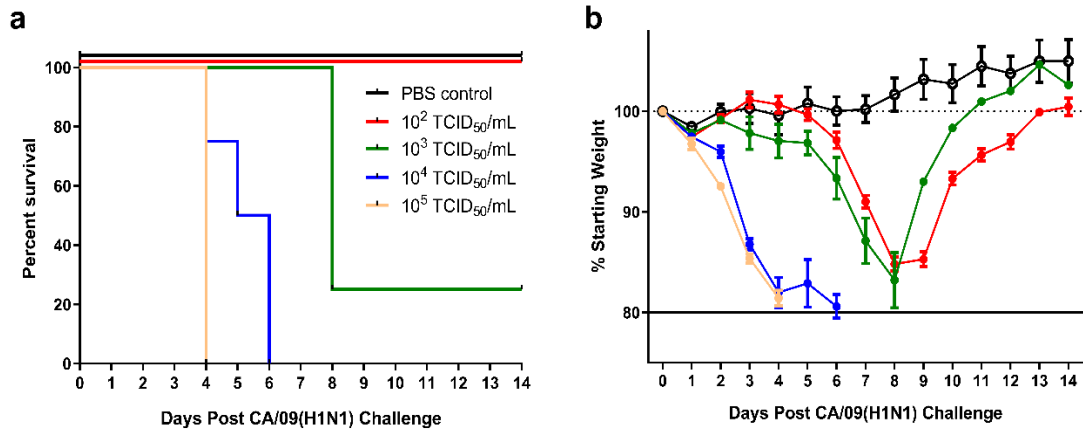 a
Percent survival
100
80
60
40
20
0
PBS control
10² TCID₅₀/mL
10³ TCID₅₀/mL
10⁴ TCID₅₀/mL
10⁵ TCID₅₀/mL
0 1 2 3 4 5 6 7 8 9 10 11 12 13 14
Days Post CA/09(H1N1) Challenge
b
% Starting Weight
100
90
80
0 1 2 3 4 5 6 7 8 9 10 11 12 13 14
Days Post CA/09(H1N1) Challenge